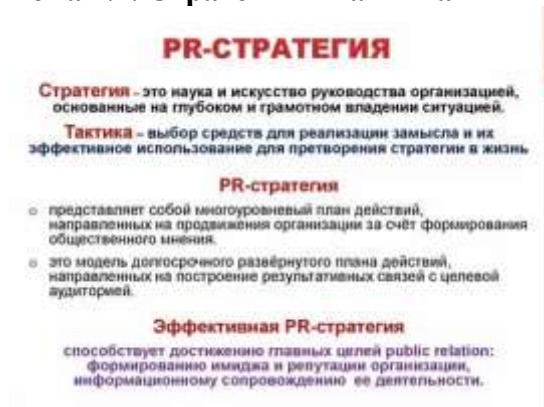 PR-СТРАТЕГИЯ
Стратегия – это наука и искусство руководства организацией,
основанные на глубоком и грамотном владении ситуацией.
Тактика – выбор средств для реализации замысла и их
эффективное использование для претворения стратегии в жизнь
PR-стратегия
o представляет собой многоуровневый план действий,
направленных на продвижения организации за счёт формирования
общественного мнения.
o это модель долгосрочного развёрнутого плана действий,
направленных на построение результативных связей с целевой
аудиторией.
Эффективная PR-стратегия
способствует достижению главных целей public relation:
формированию имиджа и репутации организации,
информационному сопровождению ее деятельности.